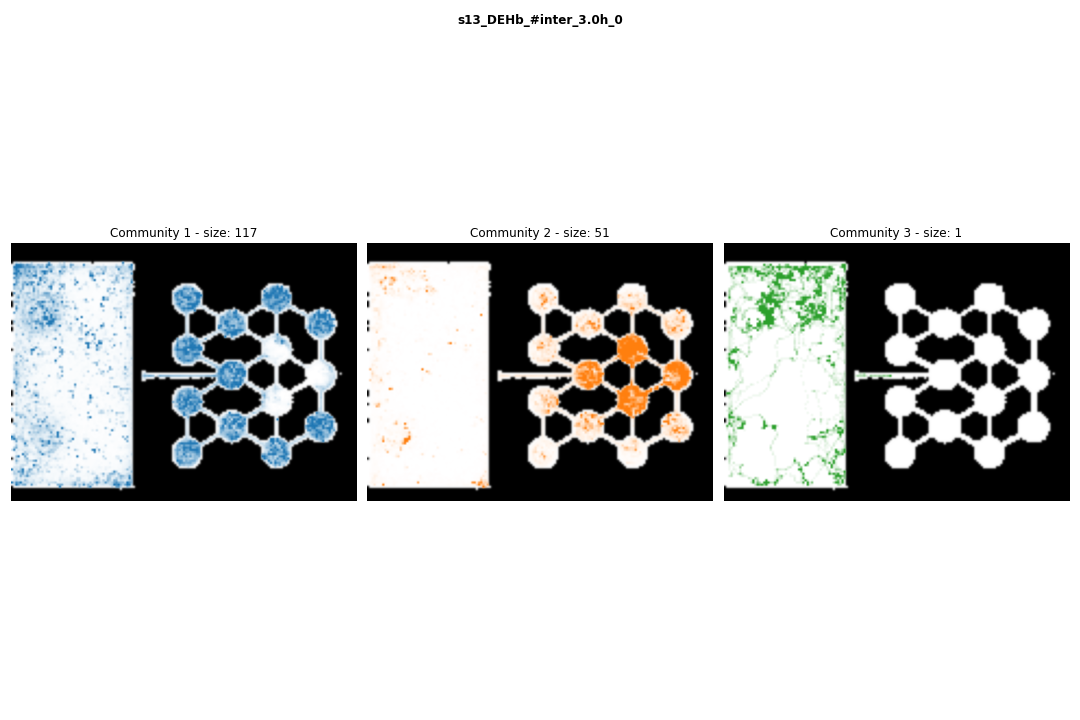 s13_DEHb_#inter_3.0h_0
Community 1 - size: 117
Community 2 - size: 51
Community 3 - size: 1